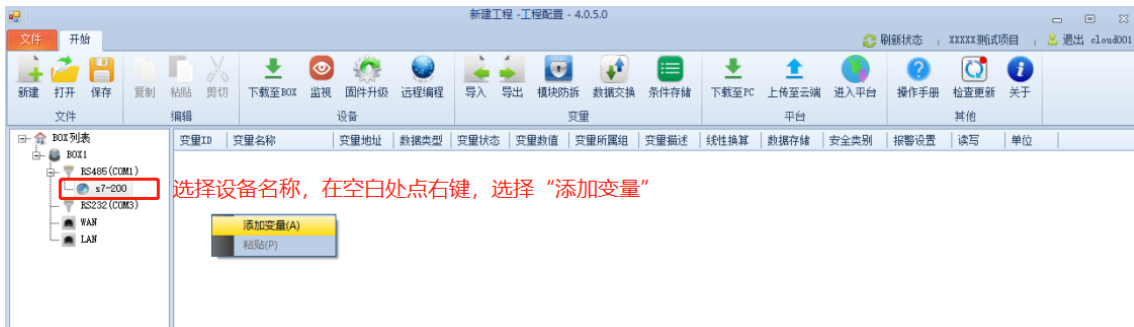 新建工程 -工程配置 - 4.0.5.0
文件 开始 刷新状态 XXXXX测试项目 退出 cloud001
新建 打开 保存 复制 粘贴 剪切 下载至BOX 监视 固件升级 远程编程 导入 导出 模块防拆 数据交换 条件存储 下载至PC 上传至云端 进入平台 操作手册 检查更新 关于
文件 编辑 设备 变量 平台 其他
BOX列表 变量ID 变量名称 变量地址 数据类型 变量状态 变量数值 变量所属组 变量描述 线性换算 数据存储 安全类别 报警设置 读写 单位
BOX1
RS485(COM1)
s7-200 选择设备名称，在空白处点右键，选择“添加变量”
RS232(COM3)
WAN 添加变量(A)
LAN 粘贴(P)